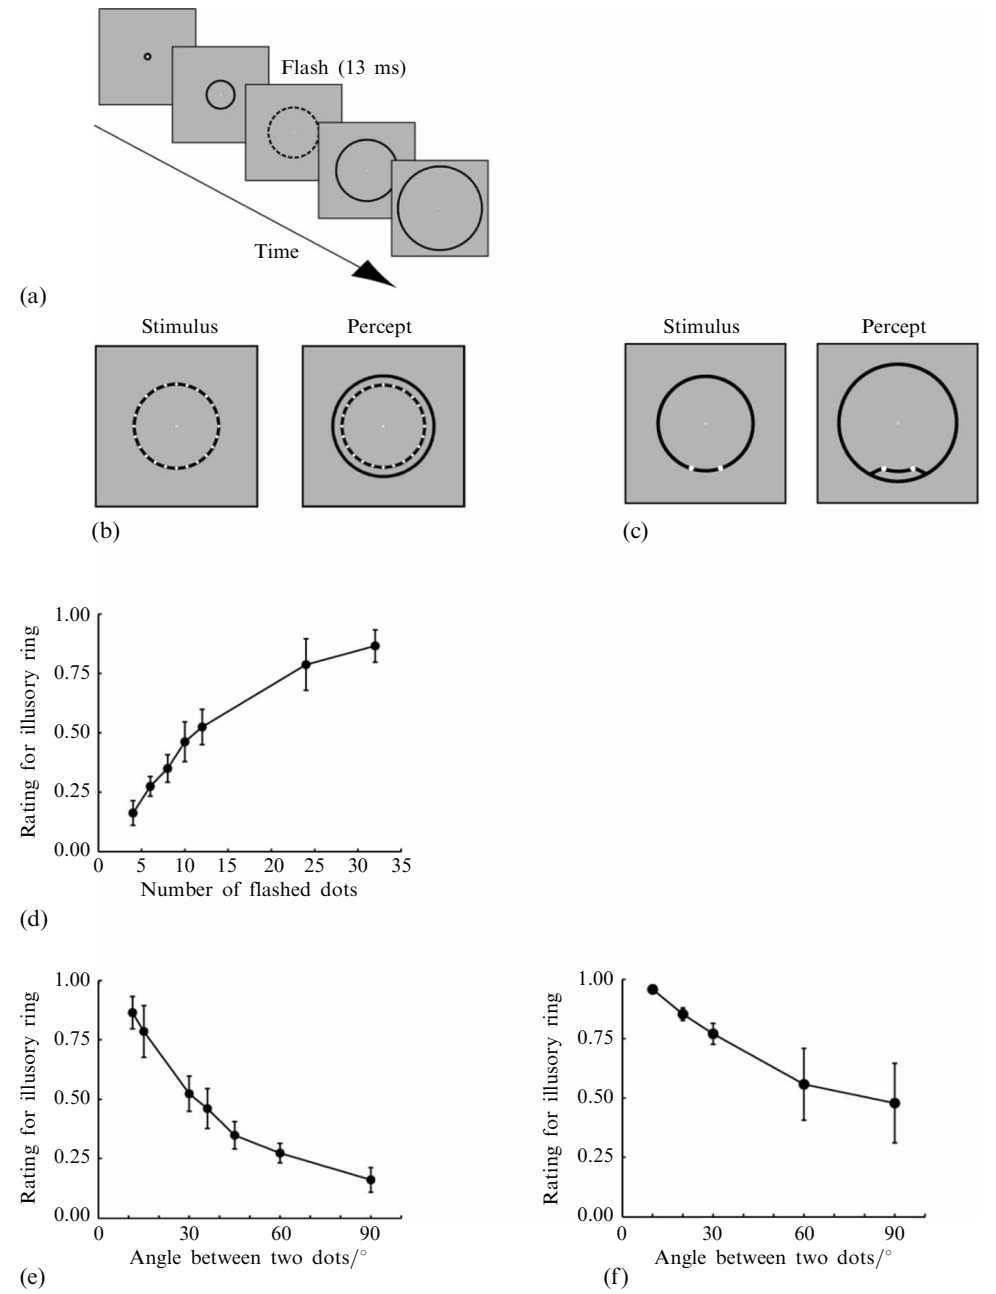 Flash (13 ms)
Time
(a)
Stimulus Percept
(b)
Stimulus Percept
(c)
Rating for illusory ring
1.00
0.75
0.50
0.25
0.00
0 5 10 15 20 25 30 35
Number of flashed dots
(d)
Rating for illusory ring
1.00
0.75
0.50
0.25
0.00
0 30 60 90
Angle between two dots/°
(e)
Rating for illusory ring
1.00
0.75
0.50
0.25
0.00
0 30 60 90
Angle between two dots/°
(f)